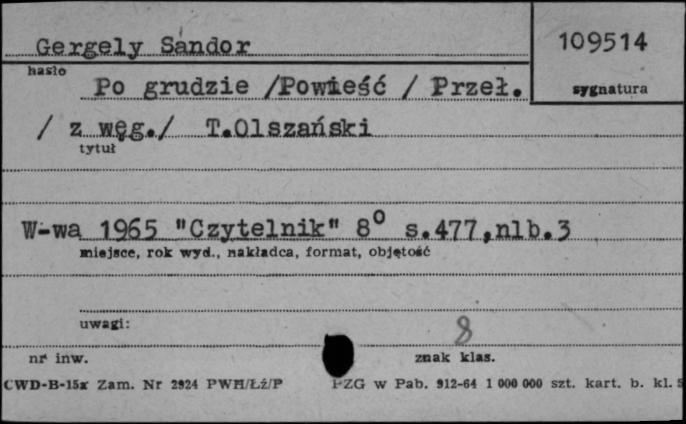 Gergely Sándor
109514
hasło
sygnatura
Po grudzie /Powieść / Przeł.
/ z węg./ T.Olszański
tytuł
W-wa 1965 "Czytelnik" 8° s.477,nlb.3
miejsce, rok wyd., nakładca, format, objętość
uwagi:
8
nr inw.
znak klas.
CWD-B-15x Zam. Nr 2924 PWH/Łź/P PZG w Pab. 912-64 1 000 000 szt. kart. b. kl. 5